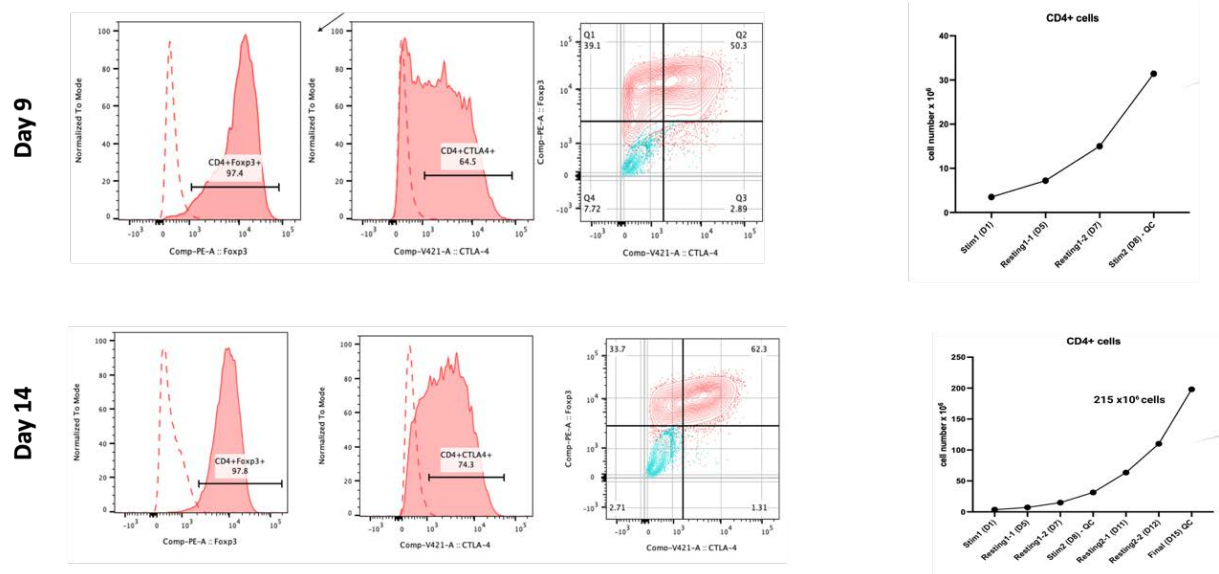 Day 9
Normalized To Mode
100
80
60
40
20
0
CD4+Foxp3+
97.4
-10³ 0 10³ 10⁴ 10⁵
Comp-PE-A :: Foxp3
Normalized To Mode
100
80
60
40
20
0
CD4+CTLA4+
64.5
-10³ 0 10³ 10⁴ 10⁵
Comp-V421-A :: CTLA-4
Comp-PE-A :: Foxp3
10⁵
10⁴
10³
0
-10³
Q1
39.1
Q2
50.3
Q4
7.72
Q3
2.89
-10³ 0 10³ 10⁴ 10⁵
Comp-V421-A :: CTLA-4
CD4+ cells
cell number x 10⁶
40
30
20
10
0
Stim1 (D1)
Resting1-1 (D5)
Resting1-2 (D7)
Stim2 (D8) - QC
Day 14
Normalized To Mode
100
80
60
40
20
0
CD4+Foxp3+
97.8
-10³ 0 10³ 10⁴ 10⁵
Comp-PE-A :: Foxp3
Normalized To Mode
100
80
60
40
20
0
CD4+CTLA4+
74.3
-10³ 0 10³ 10⁴ 10⁵
Comp-V421-A :: CTLA-4
Comp-PE-A :: Foxp3
10⁵
10⁴
10³
0
-10³
33.7
62.3
2.71
1.31
-10³ 0 10³ 10⁴ 10⁵
Comp-V421-A :: CTLA-4
CD4+ cells
cell number x 10⁶
250
200
150
100
50
0
215 x10⁶ cells
Stim1 (D1)
Resting1-1 (D5)
Resting1-2 (D7)
Stim2 (D8) - QC
Resting2-1 (D11)
Resting2-2 (D12)
Final (D15) QC